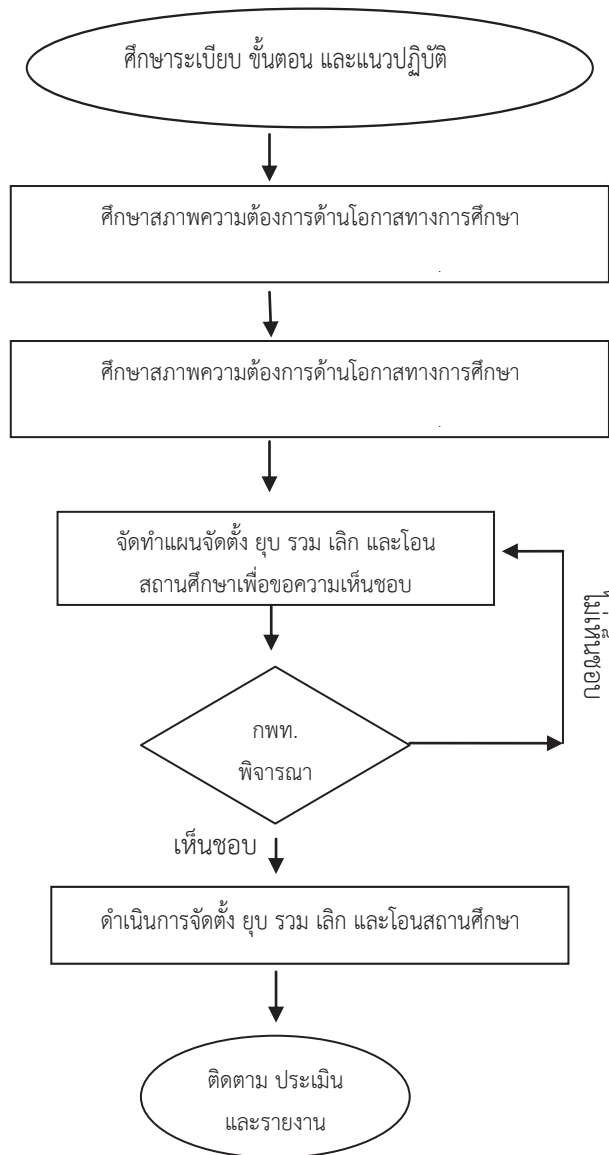 ศึกษาระเบียบ ขั้นตอน และแนวปฏิบัติ
ศึกษาสภาพความต้องการด้านโอกาสทางการศึกษา
ศึกษาสภาพความต้องการด้านโอกาสทางการศึกษา
จัดทำแผนจัดตั้ง ยุบ รวม เลิก และโอน
สถานศึกษาเพื่อขอความเห็นชอบ
ไม่เห็นชอบ
กพท.
พิจารณา
เห็นชอบ
ดำเนินการจัดตั้ง ยุบ รวม เลิก และโอนสถานศึกษา
ติดตาม ประเมิน
และรายงาน